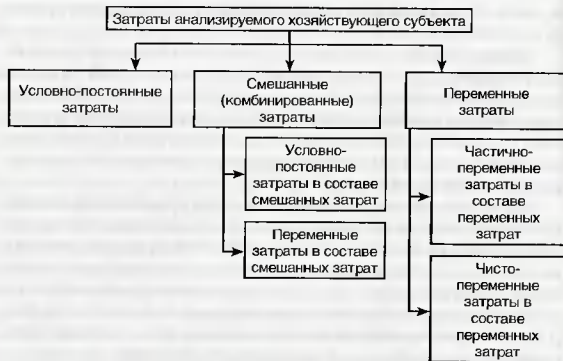 Затраты анализируемого хозяйствующего субъекта
Условно-постоянные
затраты
Смешанные
(комбинированные)
затраты
Переменные
затраты
Условно-
постоянные
затраты в составе
смешанных затрат
Переменные
затраты в составе
смешанных затрат
Частично-
переменные
затраты в
составе
переменных
затрат
Чисто-
переменные
затраты в
составе
переменных
затрат